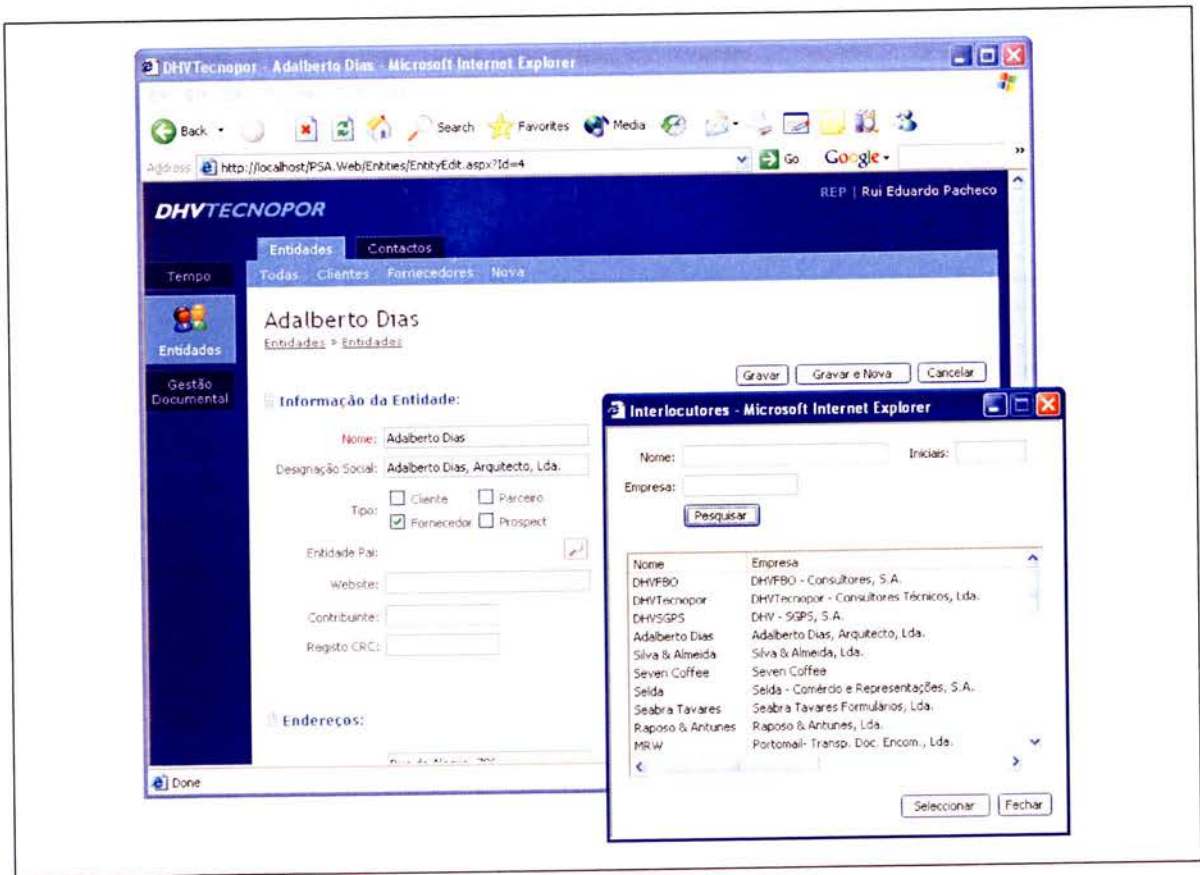 DHVTecnopor - Adalberto Dias - Microsoft Internet Explorer
Back Search Favorites Media
Address http://localhost/PSA.Web/Entities/EntityEdit.aspx?Id=4 Go Google
DHVTECNOPOR
REP | Rui Eduardo Pacheco
Entidades Contactos
Todas Clientes Fornecedores Nova
Tempo
Entidades
Gestão
Documental
Adalberto Dias
Entidades > Entidades
Gravar Gravar e Nova Cancelar
Informação da Entidade:
Nome: Adalberto Dias
Designação Social: Adalberto Dias, Arquitecto, Lda.
Tipo: Cliente Parceiro
Fornecedor Prospect
Entidade Pai:
Website:
Contribuinte:
Registo CRC:
Endereços:
Done
Interlocutores - Microsoft Internet Explorer
Nome: Iniciais:
Empresa:
Pesquisar
Nome Empresa
DHVFBO DHVFBO - Consultores, S.A.
DHVTecnopor DHVTecnopor - Consultores Técnicos, Lda.
DHVSGPS DHV - SGPS, S.A.
Adalberto Dias Adalberto Dias, Arquitecto, Lda.
Silva & Almeida Silva & Almeida, Lda.
Seven Coffee Seven Coffee
Selda Selda - Comércio e Representações, S.A.
Seabra Tavares Seabra Tavares Formulários, Lda.
Raposo & Antunes Raposo & Antunes, Lda.
MRW Portomail- Transp. Doc. Encom., Lda.
Seleccionar Fechar